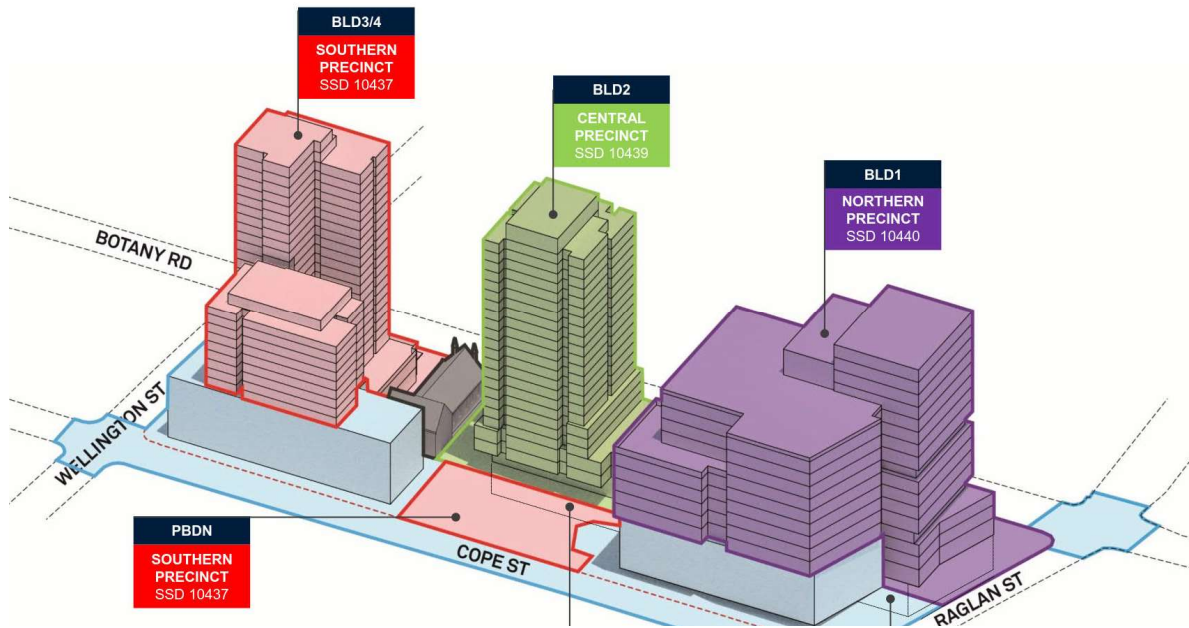 BLD3/4
SOUTHERN
PRECINCT
SSD 10437
BLD2
CENTRAL
PRECINCT
SSD 10439
BLD1
NORTHERN
PRECINCT
SSD 10440
BOTANY RD
WELLINGTON ST
PBDN
SOUTHERN
PRECINCT
SSD 10437
COPE ST
RAGLAN ST